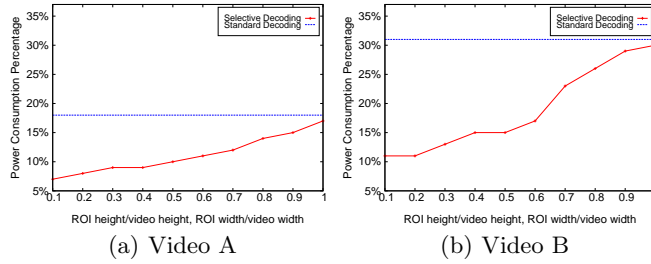 Power Consumption Percentage
35%
30%
25%
20%
15%
10%
5%
Selective Decoding
Standard Decoding
0.1 0.2 0.3 0.4 0.5 0.6 0.7 0.8 0.9 1
ROI height/video height, ROI width/video width
(a) Video A
Power Consumption Percentage
35%
30%
25%
20%
15%
10%
5%
Selective Decoding
Standard Decoding
0.1 0.2 0.3 0.4 0.5 0.6 0.7 0.8 0.9
ROI height/video height, ROI width/video width
(b) Video B